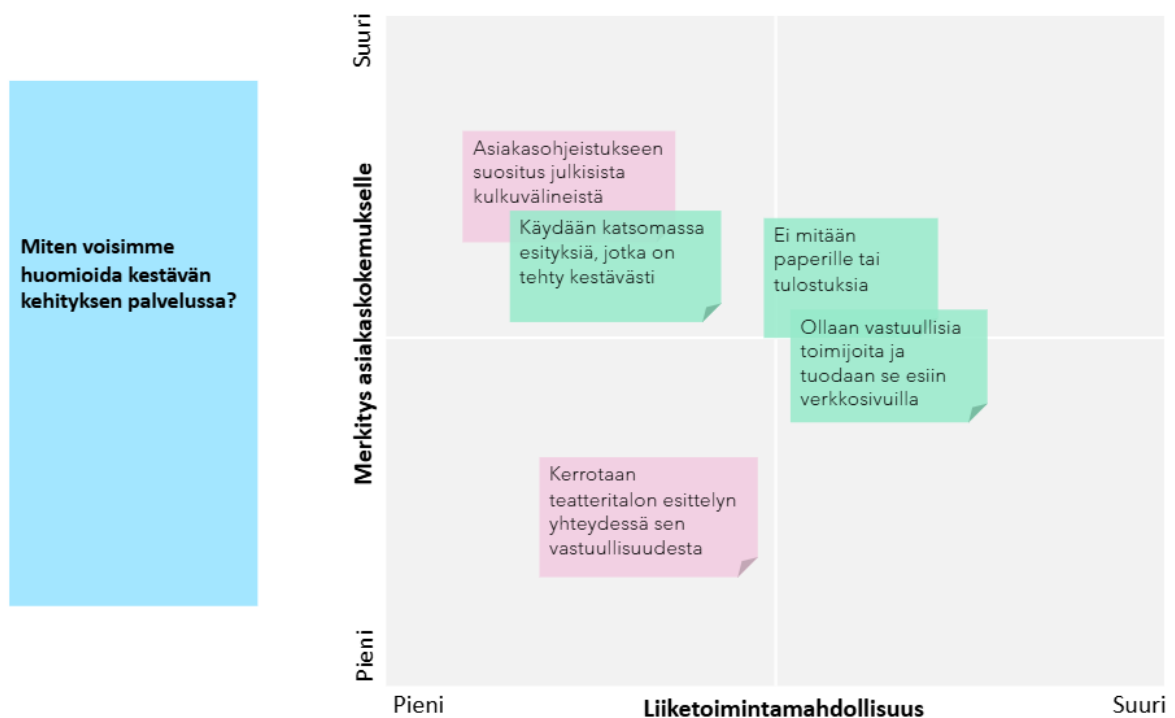 Miten voisimme
huomioida kestävän
kehityksen palvelussa?
Suuri
Merkitys asiakaskokemukselle
Pieni
Asiakasohjeistukseen
suositus julkisista
kulkuvälineistä
Käydään katsomassa
esityksiä, jotka on
tehty kestävästi
Ei mitään
paperille tai
tulostuksia
Ollaan vastuullisia
toimijoita ja
tuodaan se esiin
verkkosivuilla
Kerrotaan
teatteritalon esittelyn
yhteydessä sen
vastuullisuudesta
Pieni
Liiketoimintamahdollisuus
Suuri